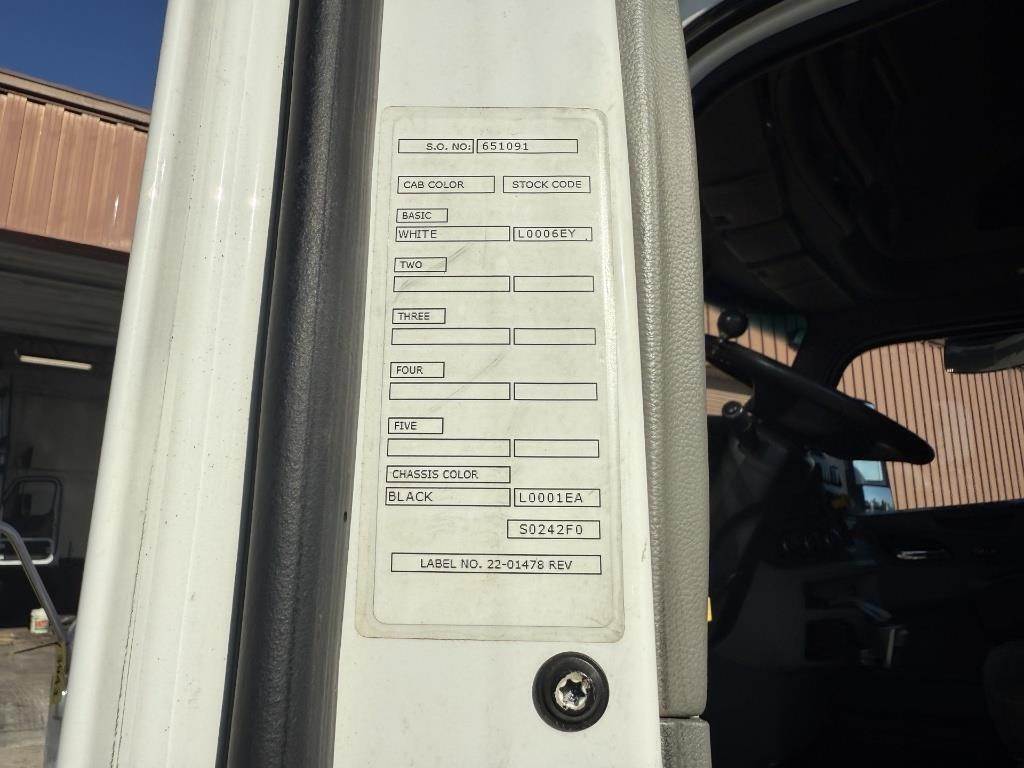 S.O. NO: 651091
CAB COLOR STOCK CODE
BASIC
WHITE L0006EY
TWO
THREE
FOUR
FIVE
CHASSIS COLOR
BLACK L0001EA
S0242F0
LABEL NO. 22-01478 REV